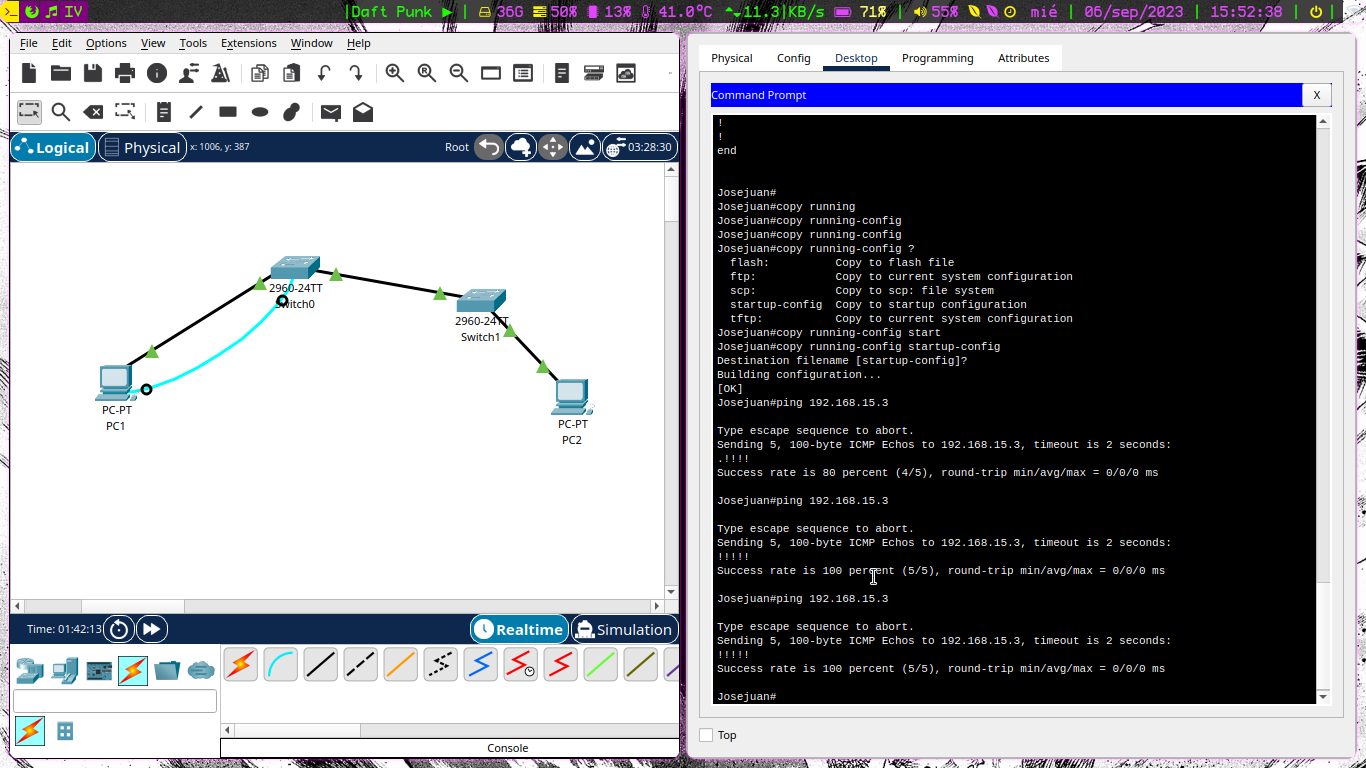 IV
|Daft Punk ▶ | 36G 50% 13% 41.0°C 11.3|KB/s 71% | 55% mié | 06/sep/2023 | 15:52:38 |
File Edit Options View Tools Extensions Window Help
Logical Physical x: 1006, y: 387 Root 03:28:30
2960-24TT
Switch0
2960-24TT
Switch1
PC-PT
PC1
PC-PT
PC2
Time: 01:42:13 Realtime Simulation
Console
Physical Config Desktop Programming Attributes
Command Prompt X
!
!
end
Josejuan#
Josejuan#copy running
Josejuan#copy running-config
Josejuan#copy running-config
Josejuan#copy running-config ?
flash: Copy to flash file
ftp: Copy to current system configuration
scp: Copy to scp: file system
startup-config Copy to startup configuration
tftp: Copy to current system configuration
Josejuan#copy running-config start
Josejuan#copy running-config startup-config
Destination filename [startup-config]?
Building configuration...
[OK]
Josejuan#ping 192.168.15.3
Type escape sequence to abort.
Sending 5, 100-byte ICMP Echos to 192.168.15.3, timeout is 2 seconds:
.!!!!
Success rate is 80 percent (4/5), round-trip min/avg/max = 0/0/0 ms
Josejuan#ping 192.168.15.3
Type escape sequence to abort.
Sending 5, 100-byte ICMP Echos to 192.168.15.3, timeout is 2 seconds:
!!!!!
Success rate is 100 percent (5/5), round-trip min/avg/max = 0/0/0 ms
Josejuan#ping 192.168.15.3
Type escape sequence to abort.
Sending 5, 100-byte ICMP Echos to 192.168.15.3, timeout is 2 seconds:
!!!!!
Success rate is 100 percent (5/5), round-trip min/avg/max = 0/0/0 ms
Josejuan#
Top